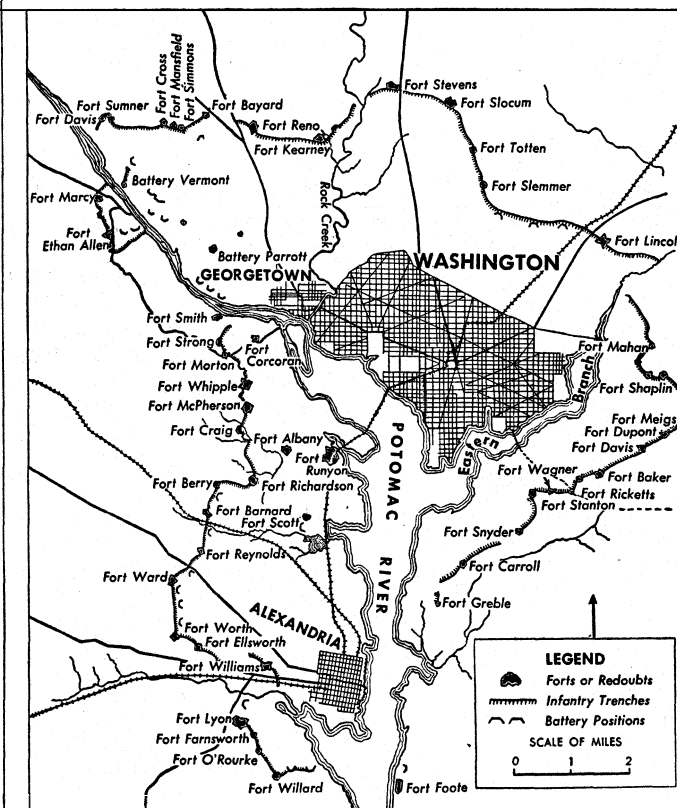 Fort Cross
Fort Mansfield
Fort Simmons
Fort Sumner
Fort Davis
Fort Bayard
Fort Reno
Fort Kearney
Fort Stevens
Fort Slocum
Fort Totten
Fort Slemmer
Fort Lincol
Battery Vermont
Fort Marcy
Fort
Ethan Allen
Rock Creek
Battery Parrott
GEORGETOWN
WASHINGTON
Fort Smith
Fort Strong
Fort
Corcoran
Fort Morton
Fort Whipple
Fort McPherson
Fort Craig
Fort Albany
Fort
Runyon
Fort Richardson
Fort Berry
Fort Barnard
Fort Scott
Fort Reynolds
Fort Ward
Fort Worth
Fort Ellsworth
Fort Williams
ALEXANDRIA
Fort Lyon
Fort Farnsworth
Fort O'Rourke
Fort Willard
Fort Foote
POTOMAC
RIVER
Eastern
Branch
Fort Mahan
Fort Shaplin
Fort Meigs
Fort Dupont
Fort Davis
Fort Wagner
Fort Baker
Fort Ricketts
Fort Stanton
Fort Snyder
Fort Carroll
Fort Greble
LEGEND
Forts or Redoubts
Infantry Trenches
Battery Positions
SCALE OF MILES
0 1 2